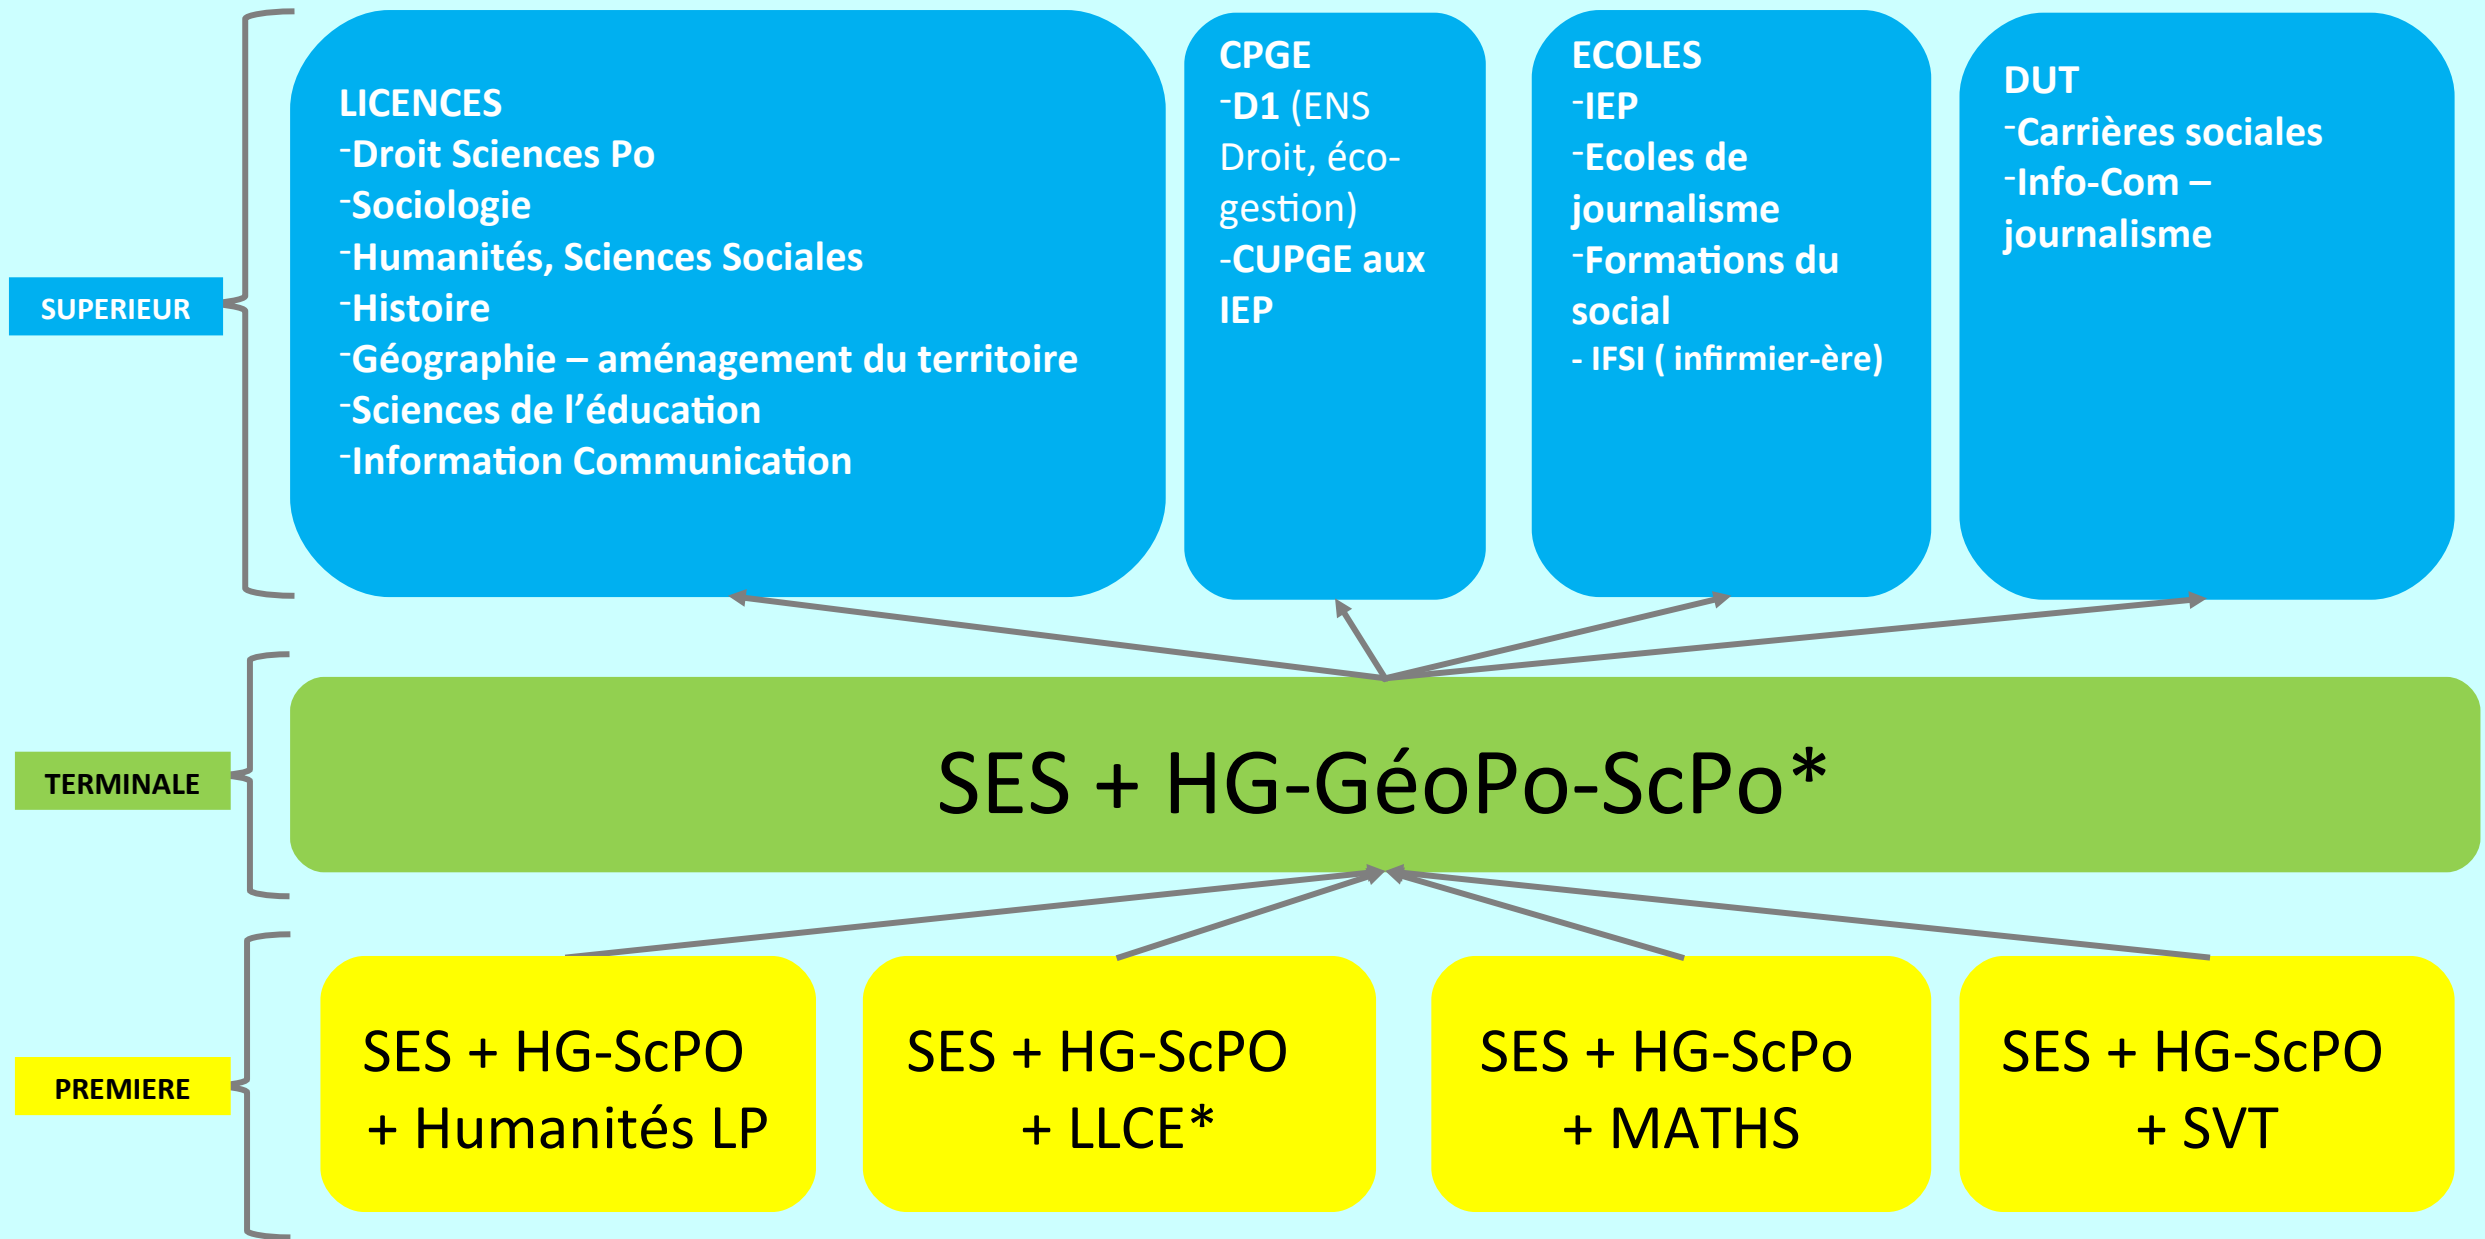 LICENCES
-Droit Sciences Po
-Sociologie
-Humanités, Sciences Sociales
-Histoire
-Géographie – aménagement du territoire
-Sciences de l’éducation
-Information Communication
CPGE
-D1 (ENS
Droit, éco-
gestion)
-CUPGE aux
IEP
ECOLES
-IEP
-Ecoles de
journalisme
-Formations du
social
- IFSI ( infirmier-ère)
DUT
-Carrières sociales
-Info-Com –
journalisme
SUPERIEUR
TERMINALE
SES + HG-GéoPo-ScPo*
PREMIERE
SES + HG-ScPO
+ Humanités LP
SES + HG-ScPO
+ LLCE*
SES + HG-ScPo
+ MATHS
SES + HG-ScPO
+ SVT